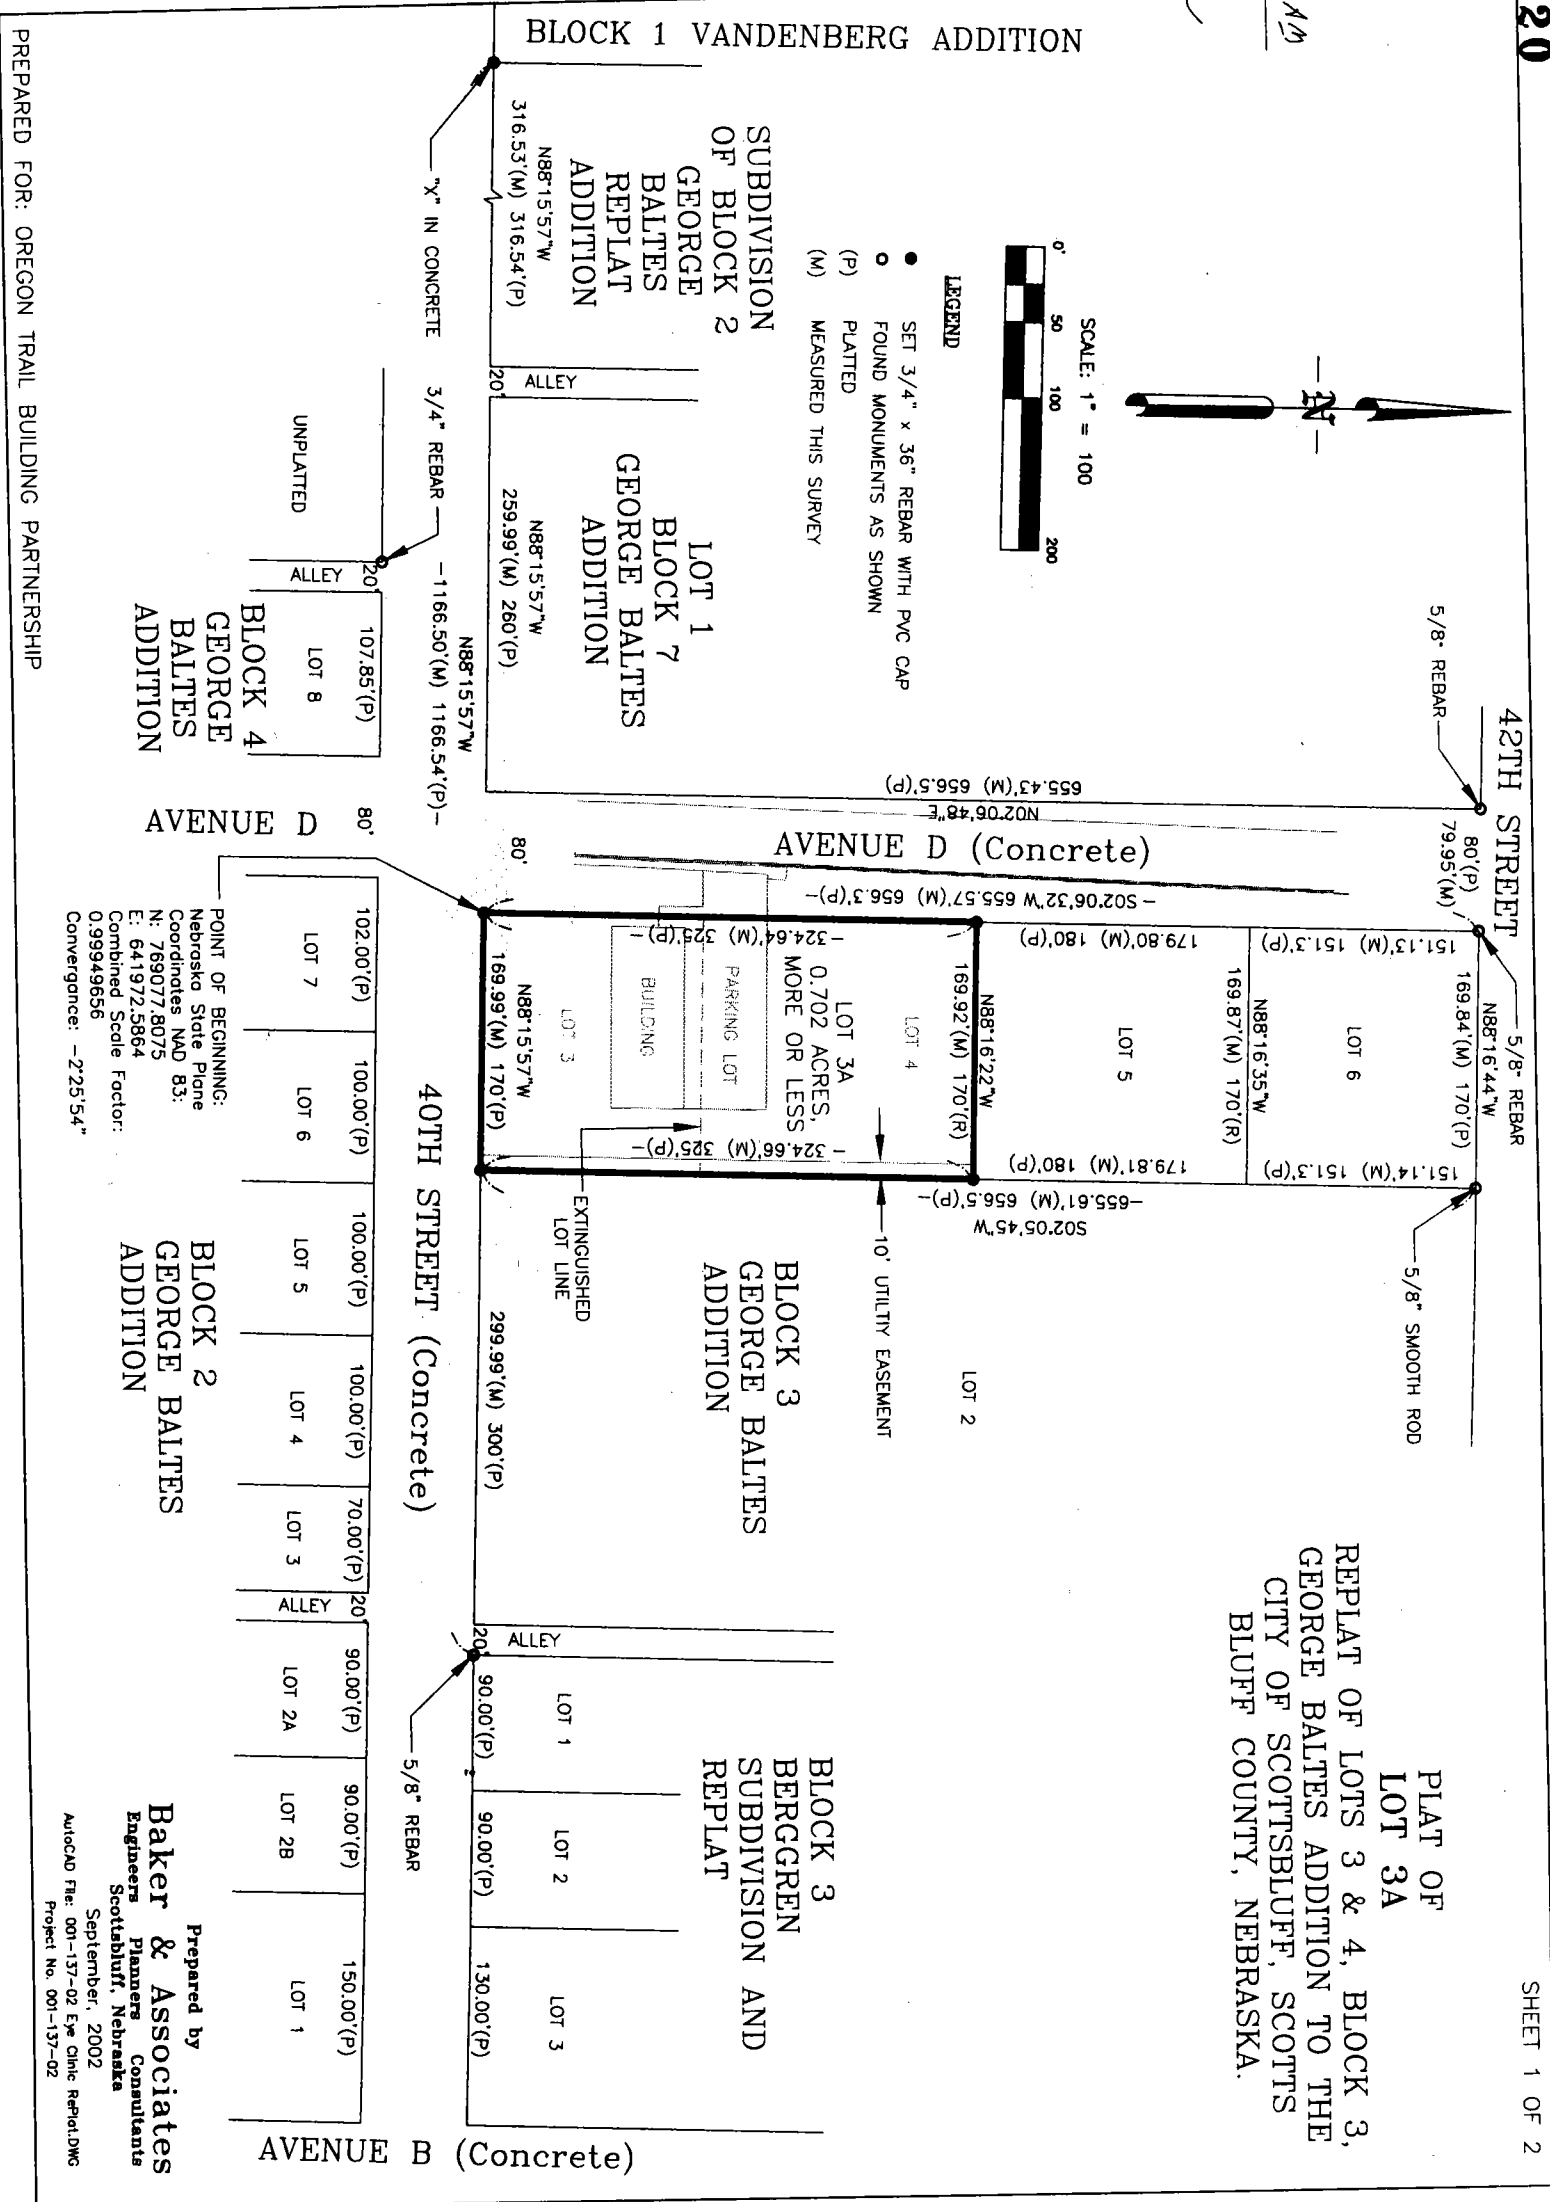 20
AM
SHEET 1 OF 2
PLAT OF
LOT 3A
REPLAT OF LOTS 3 & 4, BLOCK 3,
GEORGE BALTES ADDITION TO THE
CITY OF SCOTTSBLUFF, SCOTTS
BLUFF COUNTY, NEBRASKA.
42TH STREET
5/8" REBAR
80'(P)
79.95'(M)
5/8" REBAR
N88°16'44"W
169.84'(M) 170'(P)
5/8" SMOOTH ROD
-N-
SCALE: 1" = 100
0'
50
100
200
LEGEND
SET 3/4" x 36" REBAR WITH PVC CAP
FOUND MONUMENTS AS SHOWN
(P) PLATTED
(M) MEASURED THIS SURVEY
LOT 6
151.13'(M) 151.3'(P)
151.14'(M) 151.3'(P)
N88°16'35"W
169.87'(M) 170'(R)
LOT 5
179.80'(M) 180'(P)
179.81'(M) 180'(P)
N88°16'22"W
169.92'(M) 170'(R)
S02°05'45"W
-655.61'(M) 656.5'(P)-
LOT 2
655.43'(M) 656.5'(P)
N02°06'48"E
AVENUE D (Concrete)
-S02°06'32"W 655.57'(M) 656.3'(P)-
LOT 4
10' UTILTIY EASEMENT
LOT 3A
0.702 ACRES,
MORE OR LESS
-324.64'(M) 325'(P)-
-324.66'(M) 325'(P)-
PARKING LOT
BUILDING
LOT 3
EXTINGUISHED
LOT LINE
N88°15'57"W
169.99'(M) 170'(P)
BLOCK 3
GEORGE BALTES
ADDITION
299.99'(M) 300'(P)
BLOCK 1 VANDENBERG ADDITION
SUBDIVISION
OF BLOCK 2
GEORGE
BALTES
REPLAT
ADDITION
N88°15'57"W
316.53'(M) 316.54'(P)
ALLEY
20'
LOT 1
BLOCK 7
GEORGE BALTES
ADDITION
N88°15'57"W
259.99'(M) 260'(P)
80'
BLOCK 3
BERGGREN
SUBDIVISION AND
REPLAT
ALLEY
20'
LOT 1
90.00'(P)
LOT 2
90.00'(P)
LOT 3
130.00'(P)
"X" IN CONCRETE
3/4" REBAR
N88°15'57"W
-1166.50'(M) 1166.54'(P)-
40TH STREET (Concrete)
5/8" REBAR
UNPLATTED
ALLEY
20'
107.85'(P)
LOT 8
BLOCK 4
GEORGE
BALTES
ADDITION
80'
AVENUE D
102.00'(P)
LOT 7
100.00'(P)
LOT 6
100.00'(P)
LOT 5
100.00'(P)
LOT 4
70.00'(P)
LOT 3
20'
ALLEY
90.00'(P)
LOT 2A
90.00'(P)
LOT 2B
150.00'(P)
LOT 1
AVENUE B (Concrete)
POINT OF BEGINNING:
Nebraska State Plane
Coordinates NAD 83:
N: 769077.8075
E: 641972.5864
Combined Scale Factor:
0.99949656
Convergance: -2°25'54"
BLOCK 2
GEORGE BALTES
ADDITION
Prepared by
Baker & Associates
Engineers Planners Consultants
Scottsbluff, Nebraska
September, 2002
AutoCAD File: 001-137-02 Eye Clinic RePlat.DWG
Project No. 001-137-02
PREPARED FOR: OREGON TRAIL BUILDING PARTNERSHIP